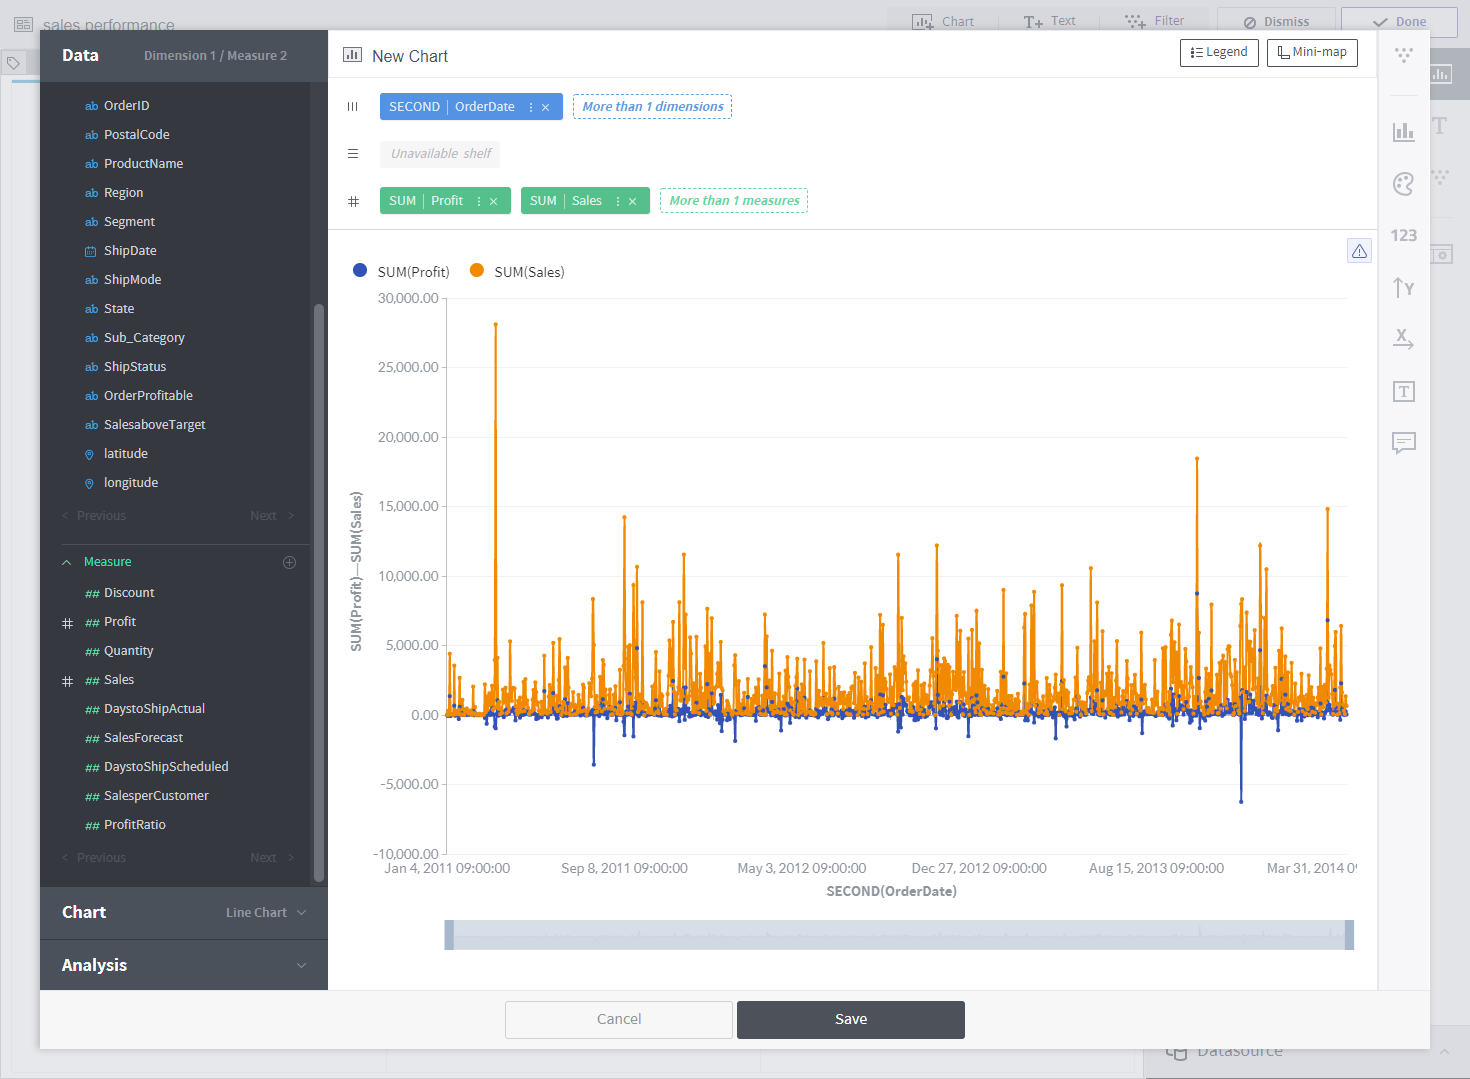 sales performance
Chart
Text
Filter
Dismiss
Done
Data
Dimension 1 / Measure 2
ab OrderID
ab PostalCode
ab ProductName
ab Region
ab Segment
ShipDate
ab ShipMode
ab State
ab Sub_Category
ab ShipStatus
ab OrderProfitable
ab SalesaboveTarget
latitude
longitude
< Previous
Next >
Measure
## Discount
# ## Profit
## Quantity
# ## Sales
## DaystoShipActual
## SalesForecast
## DaystoShipScheduled
## SalesperCustomer
## ProfitRatio
< Previous
Next >
Chart
Line Chart
Analysis
New Chart
Legend
Mini-map
SECOND | OrderDate
More than 1 dimensions
Unavailable shelf
SUM | Profit
SUM | Sales
More than 1 measures
123
Y
X
T
T
SUM(Profit)
SUM(Sales)
SUM(Profit)—SUM(Sales)
30,000.00
25,000.00
20,000.00
15,000.00
10,000.00
5,000.00
0.00
-5,000.00
-10,000.00
Jan 4, 2011 09:00:00
Sep 8, 2011 09:00:00
May 3, 2012 09:00:00
Dec 27, 2012 09:00:00
Aug 15, 2013 09:00:00
Mar 31, 2014 09
SECOND(OrderDate)
Cancel
Save
Datasource